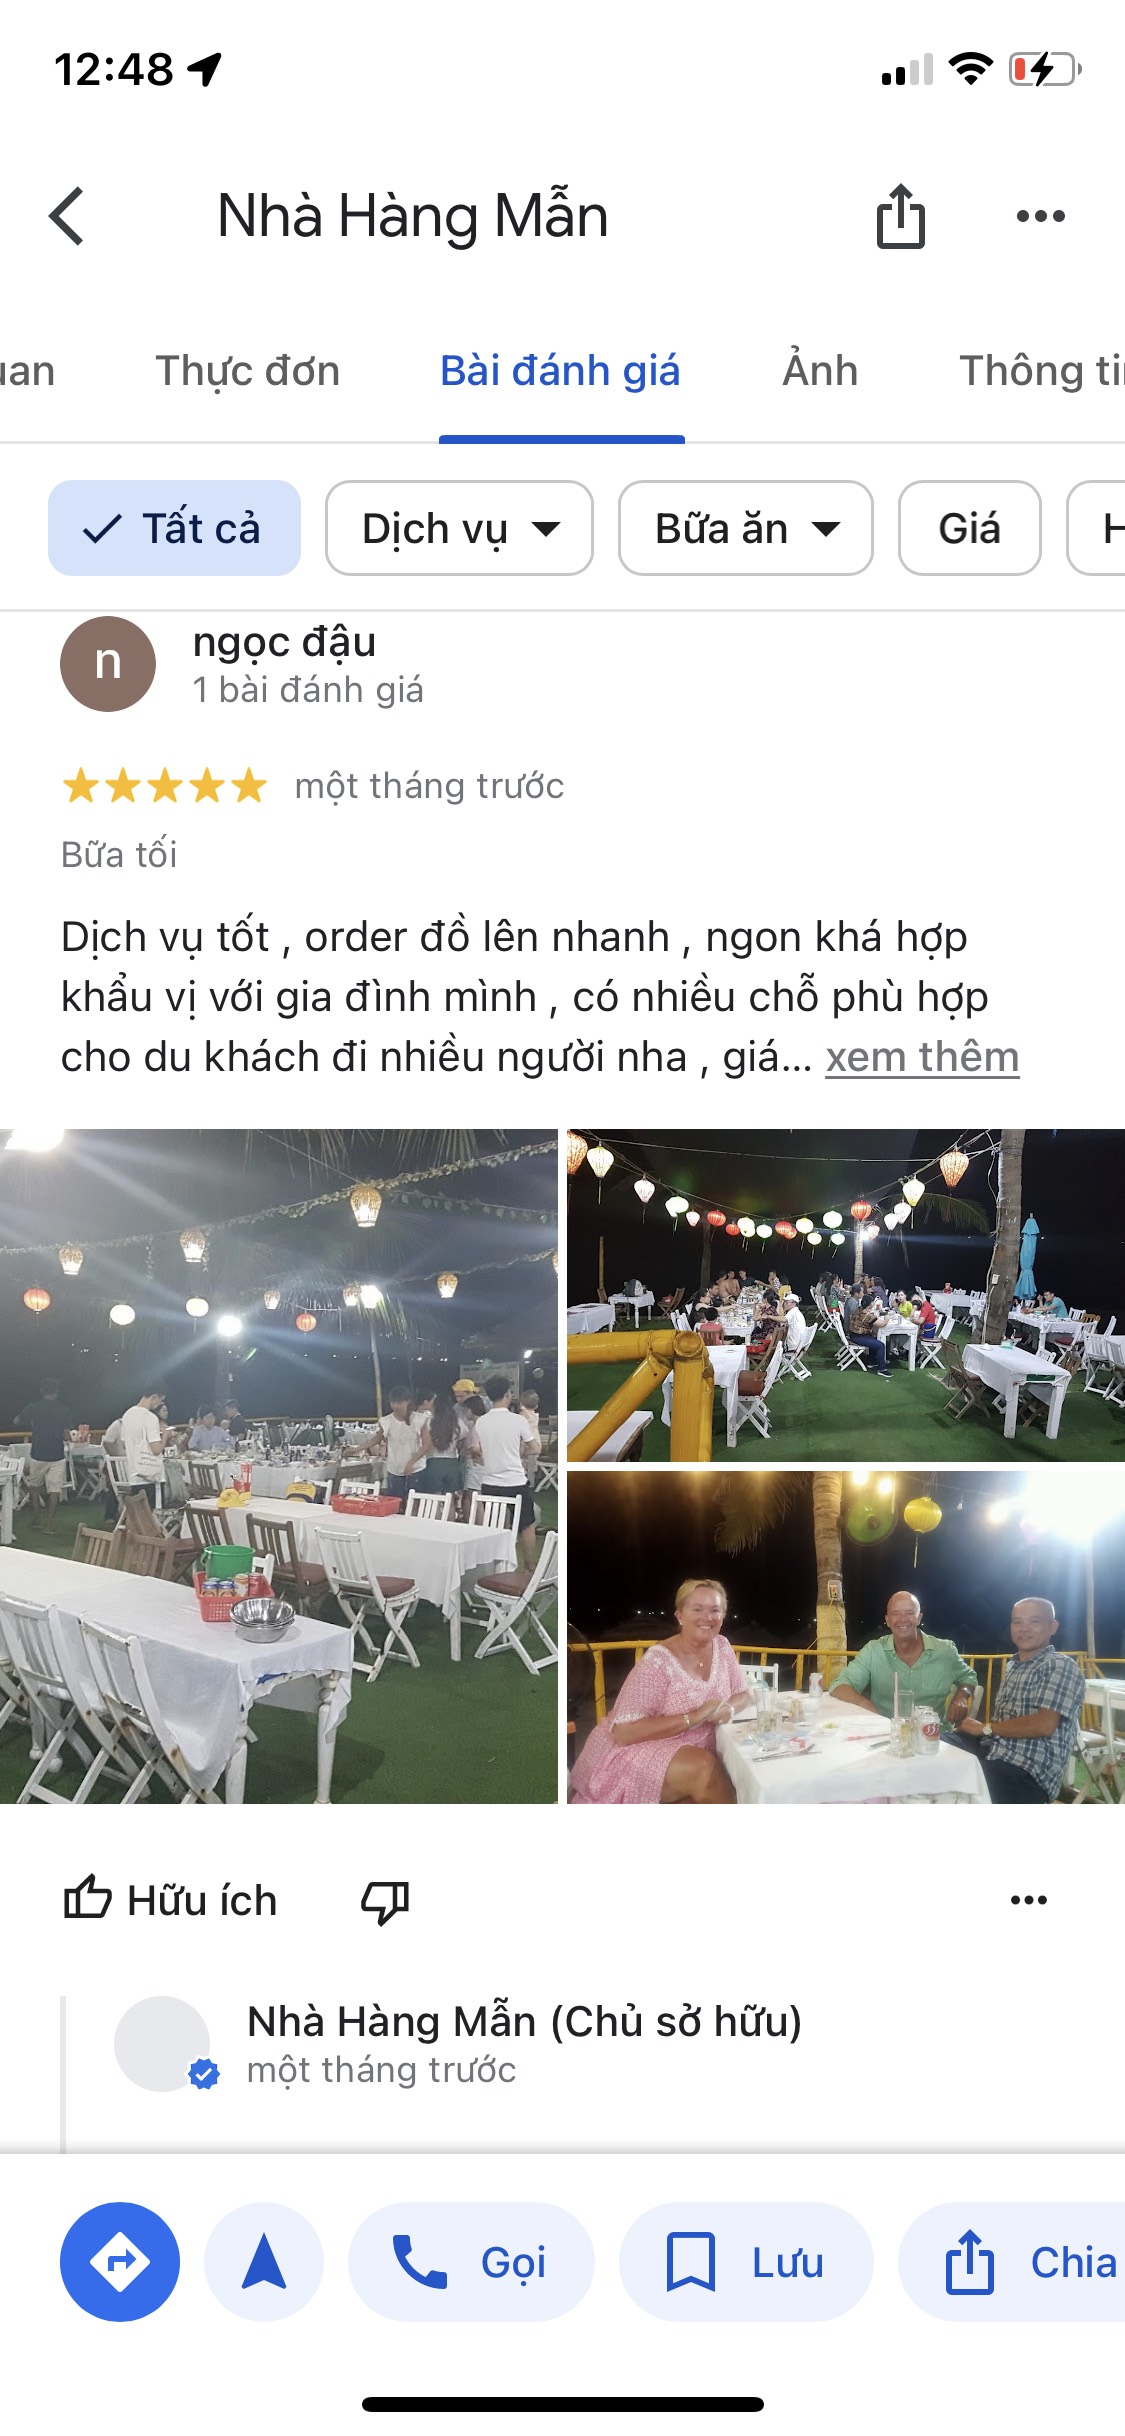 12:48
Nhà Hàng Mẫn
uan Thực đơn Bài đánh giá Ảnh Thông ti
Tất cả Dịch vụ Bữa ăn Giá H
n
ngọc đậu
1 bài đánh giá
một tháng trước
Bữa tối
Dịch vụ tốt , order đồ lên nhanh , ngon khá hợp
khẩu vị với gia đình mình , có nhiều chỗ phù hợp
cho du khách đi nhiều người nha , giá... xem thêm
Hữu ích
Nhà Hàng Mẫn (Chủ sở hữu)
một tháng trước
Gọi Lưu Chia